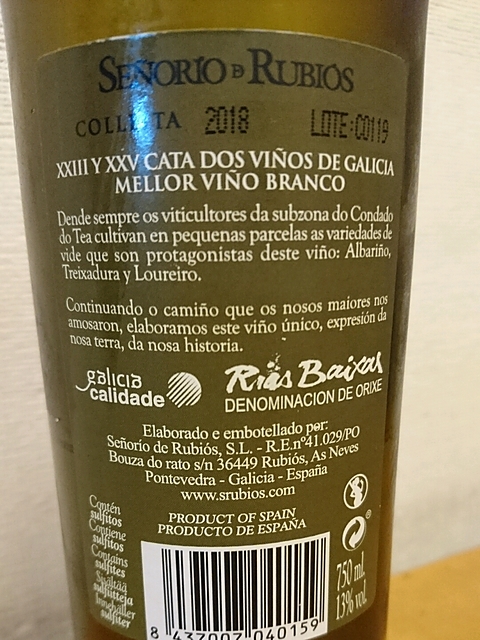 SEÑORÍO D RUBIÓS
COLLEITA 2018 LOTE:C0119
XXIII Y XXV CATA DOS VIÑOS DE GALICIA
MELLOR VIÑO BRANCO
Dende sempre os viticultores da subzona do Condado
do Tea cultivan en pequenas parcelas as variedades de
vide que son protagonistas deste viño: Albariño,
Treixadura y Loureiro.
Continuando o camiño que os nosos maiores nos
amosaron, elaboramos este viño único, expresión da
nosa terra, da nosa historia.
galicia
calidade
Rías Baixas
DENOMINACION DE ORIXE
Elaborado e embotellado por:
Señorío de Rubiós, S.L. - R.E.nº41.029/PO
Bouza do rato s/n 36449 Rubiós, As Neves
Pontevedra - Galicia - España
www.srubios.com
PRODUCT OF SPAIN
PRODUCTO DE ESPAÑA
Contén
sulfitos
Contiene
sulfitos
Contains
sulfites
Sisältää
sulfiitteja
Innehåller
sulfiter
750 ml.
13% vol.
8 437007 040159